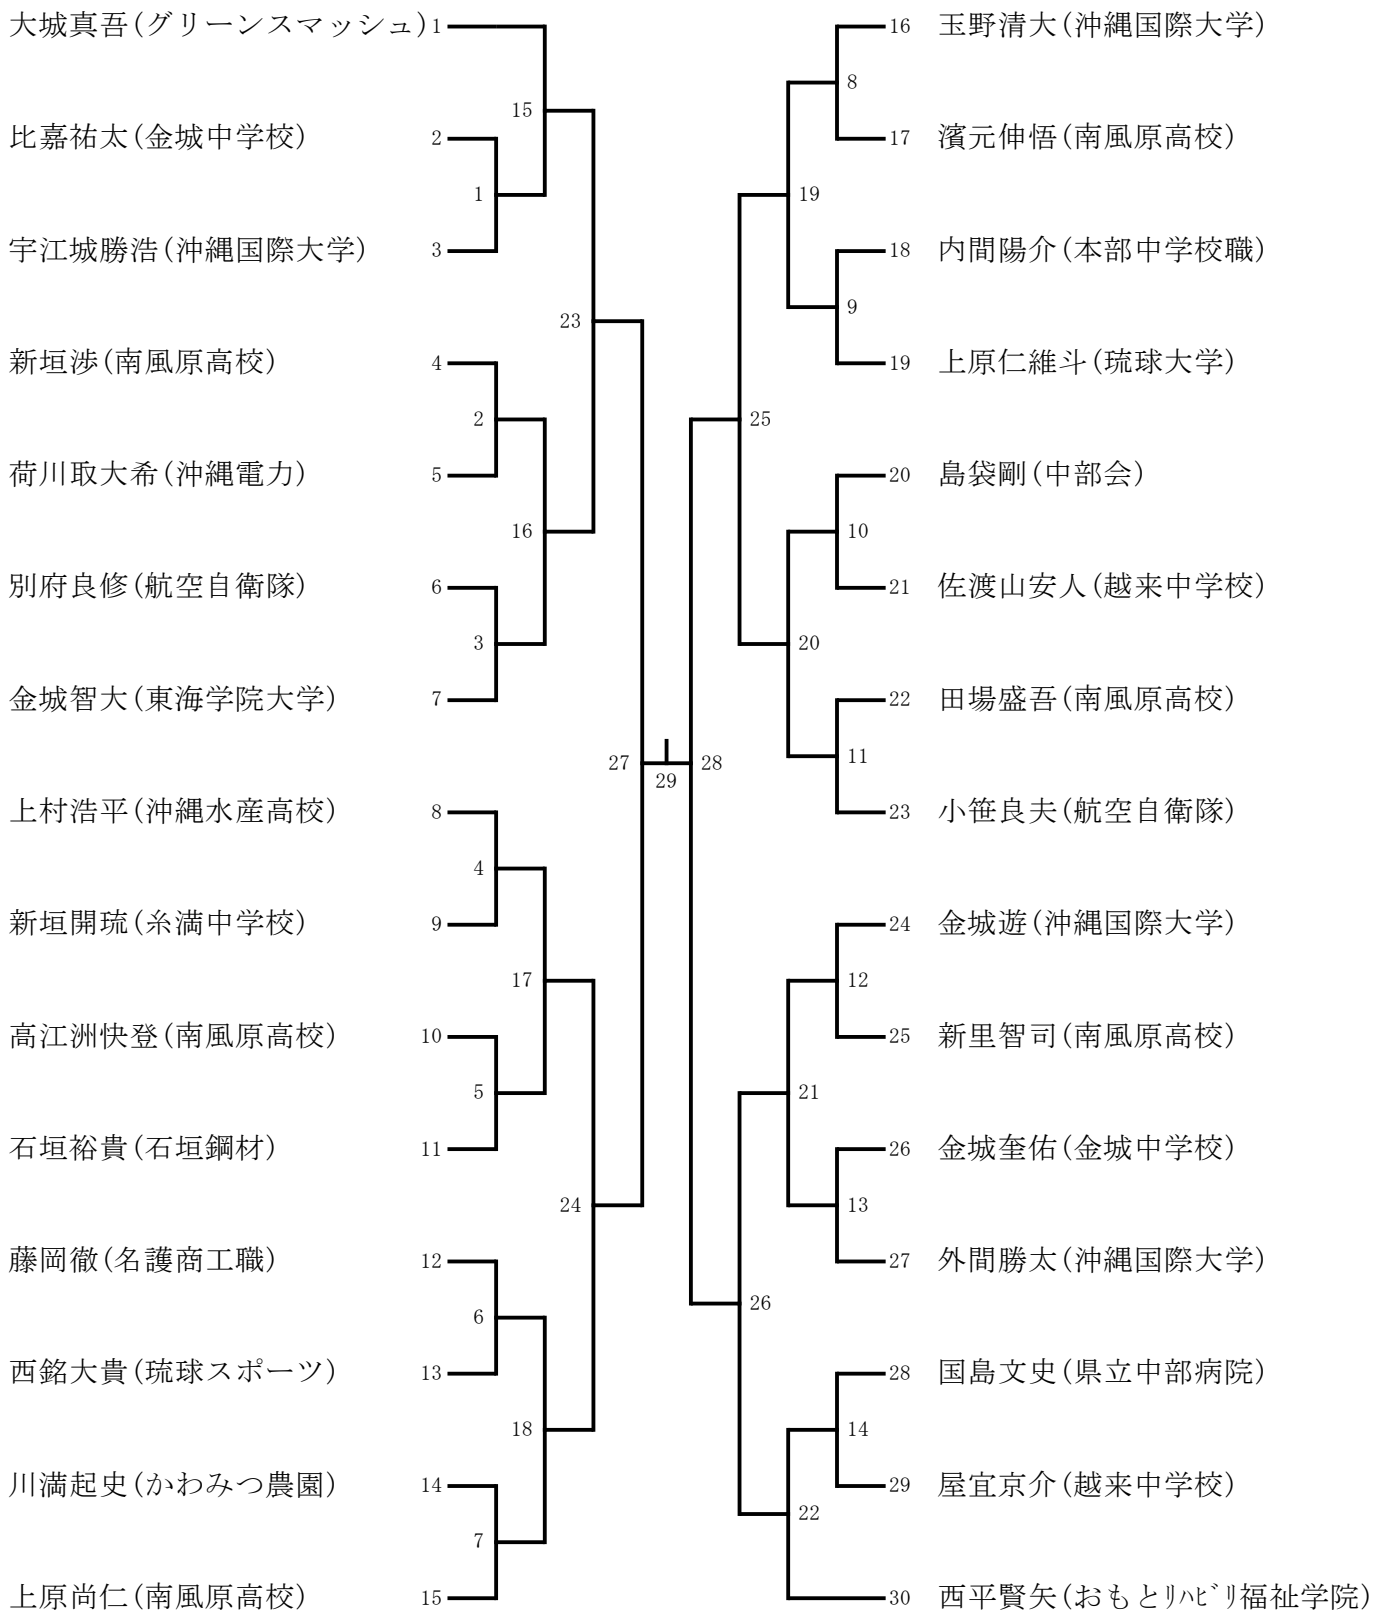 大城真吾(グリーンスマッシュ) 1
15
比嘉祐太(金城中学校) 2
1
宇江城勝浩(沖縄国際大学) 3
23
新垣渉(南風原高校) 4
2
荷川取大希(沖縄電力) 5
16
別府良修(航空自衛隊) 6
3
金城智大(東海学院大学) 7
27
上村浩平(沖縄水産高校) 8
4
新垣開琉(糸満中学校) 9
17
高江洲快登(南風原高校) 10
5
石垣裕貴(石垣鋼材) 11
24
藤岡徹(名護商工職) 12
6
西銘大貴(琉球スポーツ) 13
18
川満起史(かわみつ農園) 14
7
上原尚仁(南風原高校) 15
29
16 玉野清大(沖縄国際大学)
8
17 濱元伸悟(南風原高校)
19
18 内間陽介(本部中学校職)
9
19 上原仁維斗(琉球大学)
25
20 島袋剛(中部会)
10
21 佐渡山安人(越来中学校)
20
22 田場盛吾(南風原高校)
11
23 小笹良夫(航空自衛隊)
28
24 金城遊(沖縄国際大学)
12
25 新里智司(南風原高校)
21
26 金城奎佑(金城中学校)
13
27 外間勝太(沖縄国際大学)
26
28 国島文史(県立中部病院)
14
29 屋宜京介(越来中学校)
22
30 西平賢矢(おもとﾘﾊﾋﾞﾘ福祉学院)